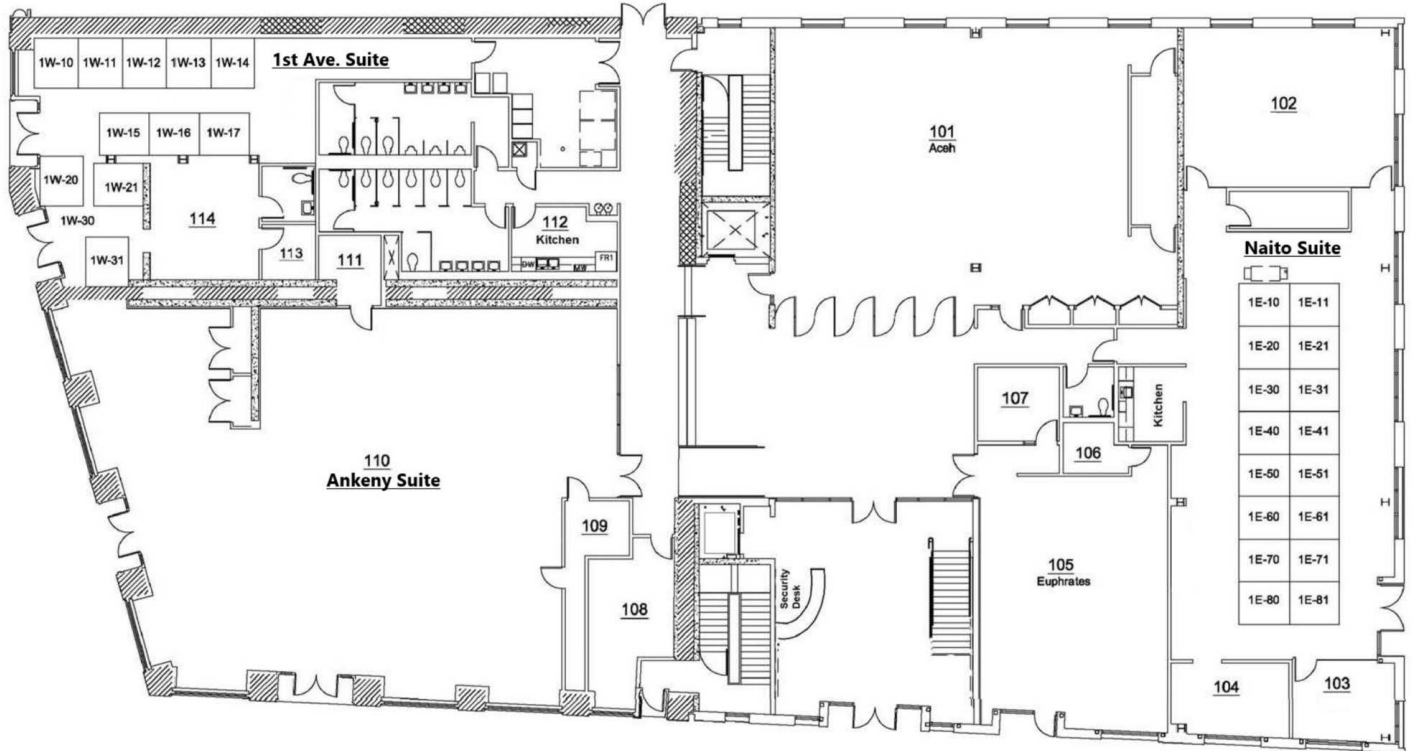 1st Ave. Suite
1W-10 1W-11 1W-12 1W-13 1W-14
1W-15 1W-16 1W-17
1W-20 1W-21
1W-30
1W-31
114
113
111
112
Kitchen
DW
MW
FR1
101
Aceh
102
Naito Suite
1E-10 1E-11
1E-20 1E-21
1E-30 1E-31
1E-40 1E-41
1E-50 1E-51
1E-60 1E-61
1E-70 1E-71
1E-80 1E-81
107
106
Kitchen
110
Ankeny Suite
109
108
Security
Desk
105
Euphrates
104
103